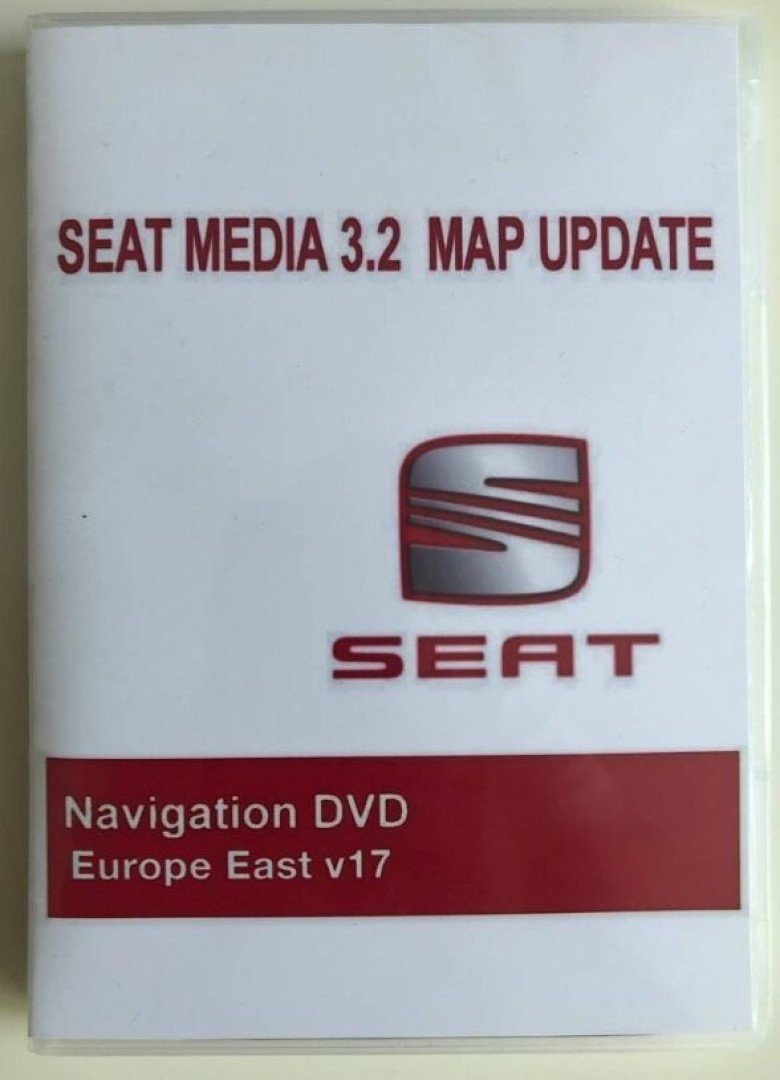 SEAT MEDIA 3.2 MAP UPDATE
SEAT
Navigation DVD
Europe East v17